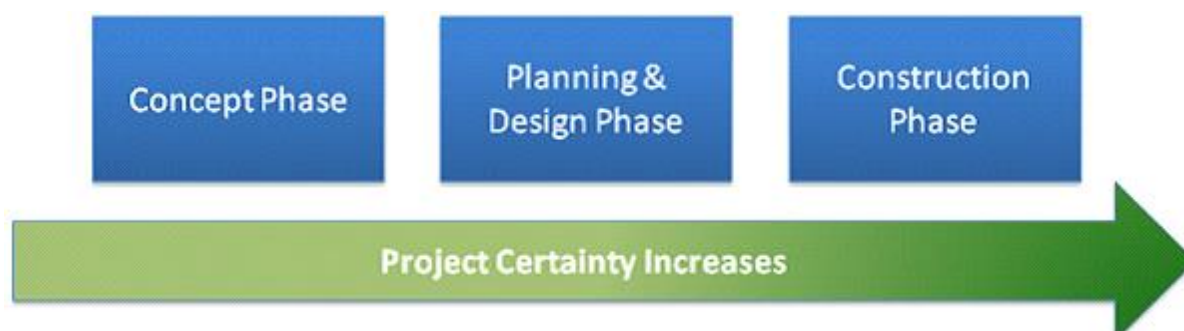 Concept Phase
Planning &
Design Phase
Construction
Phase
Project Certainty Increases